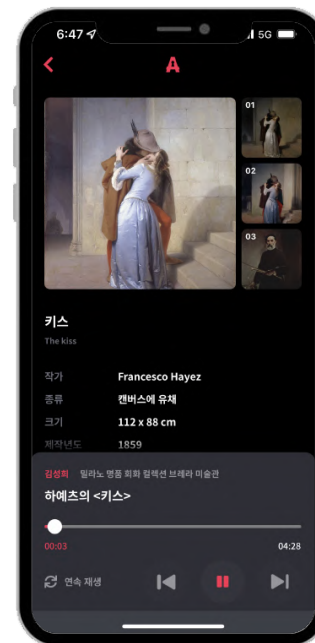 6:47
5G
A
01
02
03
키스
The kiss
작가 Francesco Hayez
종류 캔버스에 유채
크기 112 x 88 cm
제작년도 1859
김성희 밀라노 명품 회화 컬렉션 브레라 미술관
하예츠의 <키스>
00:03 04:28
연속 재생